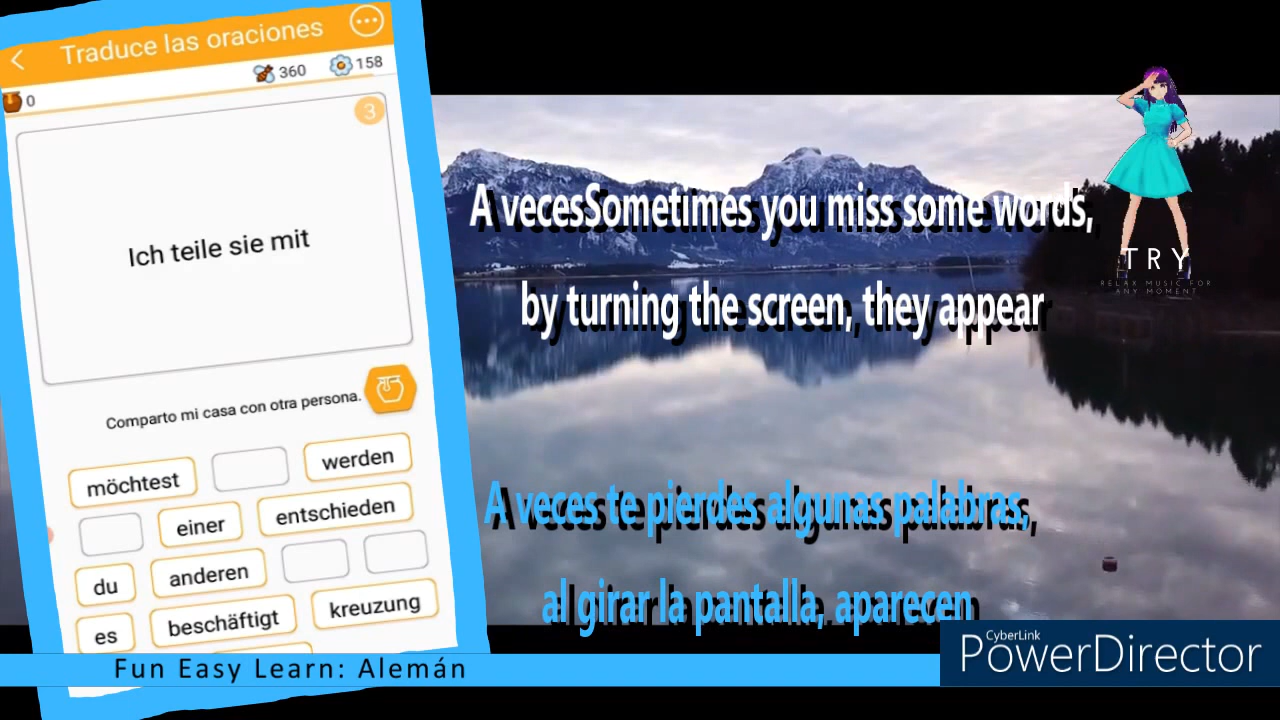 Traduce las oraciones
360
158
0
3
Ich teile sie mit
Comparto mi casa con otra persona.
möchtest
werden
einer
entschieden
du
anderen
es
beschäftigt
kreuzung
A vecesSometimes you miss some words,
by turning the screen, they appear
A veces te pierdes algunas palabras,
al girar la pantalla, aparecen
TRY
RELAX MUSIC FOR
ANY MOMENT
Fun Easy Learn: Alemán
CyberLink
PowerDirector